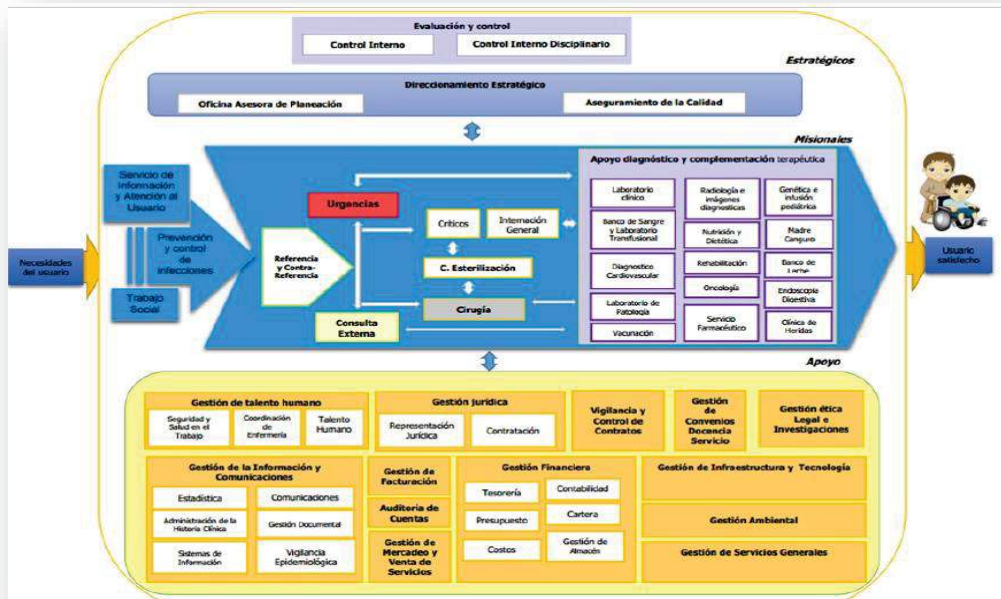 Evaluación y control
Control Interno
Control Interno Disciplinario
Estratégicos
Direccionamiento Estratégico
Oficina Asesora de Planeación
Aseguramiento de la Calidad
Misionales
Necesidades
del usuario
Servicio de
Información
y Atención al
Usuario
Prevención
y control
de
infecciones
Trabajo
Social
Referencia
y Contra-
Referencia
Urgencias
Críticos
Internación
General
C. Esterilización
Cirugía
Consulta
Externa
Apoyo diagnóstico y complementación terapéutica
Laboratorio
clínico
Banco de Sangre
y Laboratorio
Transfusional
Diagnostico
Cardiovascular
Laboratorio de
Patología
Vacunación
Radiología e
imágenes
diagnosticas
Nutrición y
Dietética
Rehabilitación
Oncología
Servicio
Farmacéutico
Genética e
infusión
pediátrica
Madre
Canguro
Banco de
Leche
Endoscopia
Digestiva
Clínica de
Heridas
Usuario
satisfecho
Apoyo
Gestión de talento humano
Seguridad y
Salud en el
Trabajo
Coordinación
de
Enfermería
Talento
Humano
Gestión Jurídica
Representación
Jurídica
Contratación
Vigilancia y
Control de
Contratos
Gestión
de
Convenios
Docencia
Servicio
Gestión ética
Legal e
Investigaciones
Gestión de la Información y
Comunicaciones
Estadística
Comunicaciones
Administración de la
Historia Clínica
Gestión Documental
Sistemas de
Información
Vigilancia
Epidemiológica
Gestión de
Facturación
Auditoria de
Cuentas
Gestión de
Mercadeo y
Venta de
Servicios
Gestión Financiera
Tesorería
Contabilidad
Presupuesto
Cartera
Costos
Gestión de
Almacén
Gestión de Infraestructura y Tecnología
Gestión Ambiental
Gestión de Servicios Generales